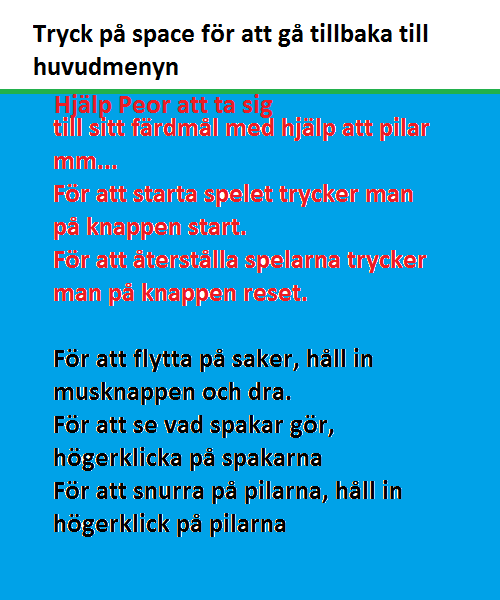 Tryck på space för att gå tillbaka till
huvudmenyn
Hjälp Peor att ta sig
till sitt färdmål med hjälp att pilar
mm....
För att starta spelet trycker man
på knappen start.
För att återställa spelarna trycker
man på knappen reset.
För att flytta på saker, håll in
musknappen och dra.
För att se vad spakar gör,
högerklicka på spakarna
För att snurra på pilarna, håll in
högerklick på pilarna